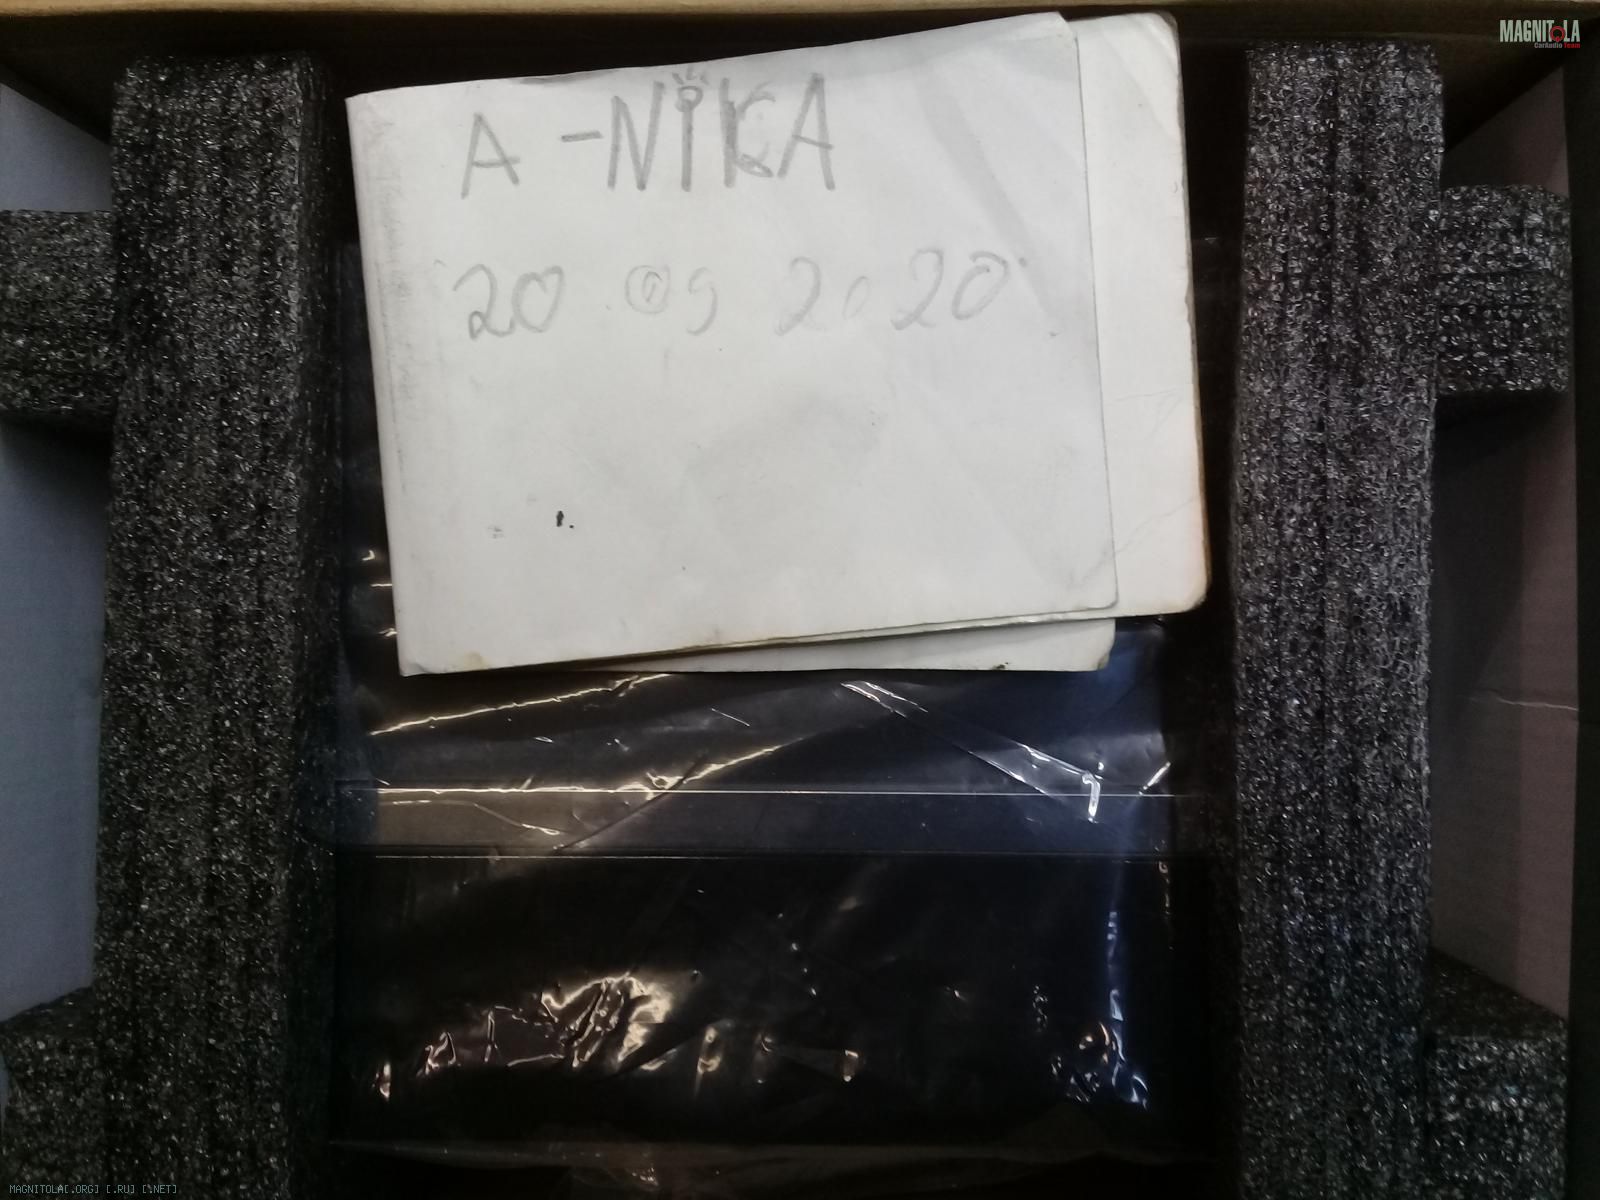 MAGNITOLA
CarAudio Team
A -NiKA
20 09 2020
MAGNITOLA[.ORG] [.RU] [.NET]